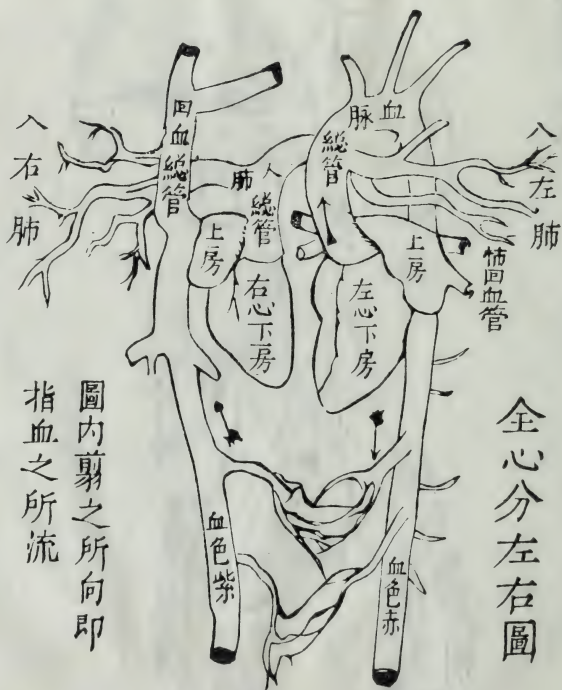 全心分左右圖
入左肺
肺回血管
血脉
總管
上房
左心下房
血色赤
入肺
總管
右心下房
上房
回血
總管
血色紫
入右肺
圖內翦之所向即
指血之所流